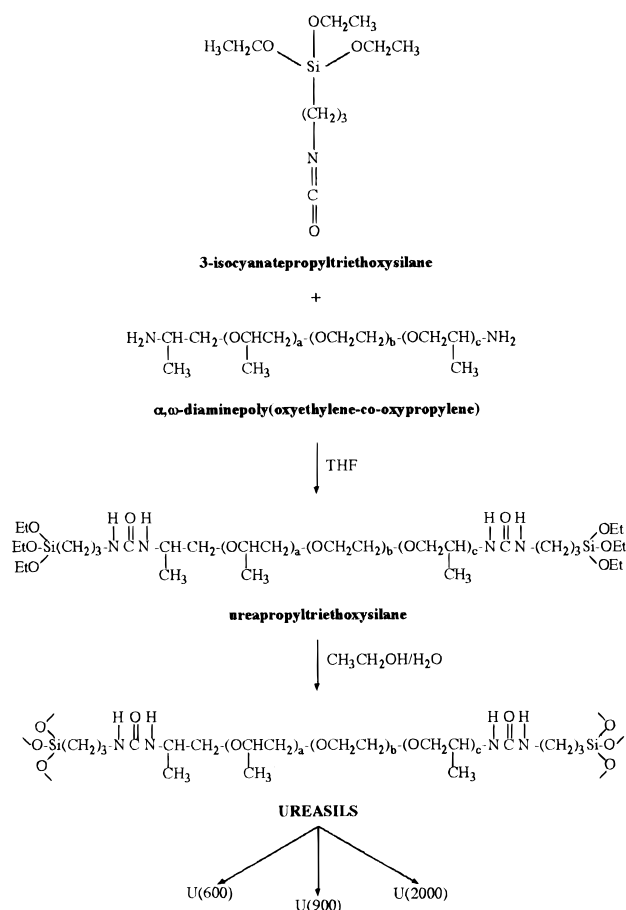 OCH₂CH₃
H₃CH₂CO OCH₂CH₃
Si
(CH₂)₃
N
C
O
3-isocyanatepropyltriethoxysilane
+
H₂N-CH-CH₂-(OCHCH₂)ₐ-(OCH₂CH₂)b-(OCH₂CH)c-NH₂
CH₃ CH₃ CH₃
α,ω-diaminepoly(oxyethylene-co-oxypropylene)
THF
H O H H O H
EtO EtO
EtO-Si(CH₂)₃-N C N-CH-CH₂-(OCHCH₂)ₐ-(OCH₂CH₂)b-(OCH₂CH)c-N C N-(CH₂)₃Si-OEt
EtO CH₃ CH₃ CH₃ OEt
ureapropyltriethoxysilane
CH₃CH₂OH/H₂O
H O H H O H
O O
O-Si(CH₂)₃-N C N-CH-CH₂-(OCHCH₂)ₐ-(OCH₂CH₂)b-(OCH₂CH)c-N C N-(CH₂)₃Si-O
O CH₃ CH₃ CH₃ O
UREASILS
U(600) U(900) U(2000)